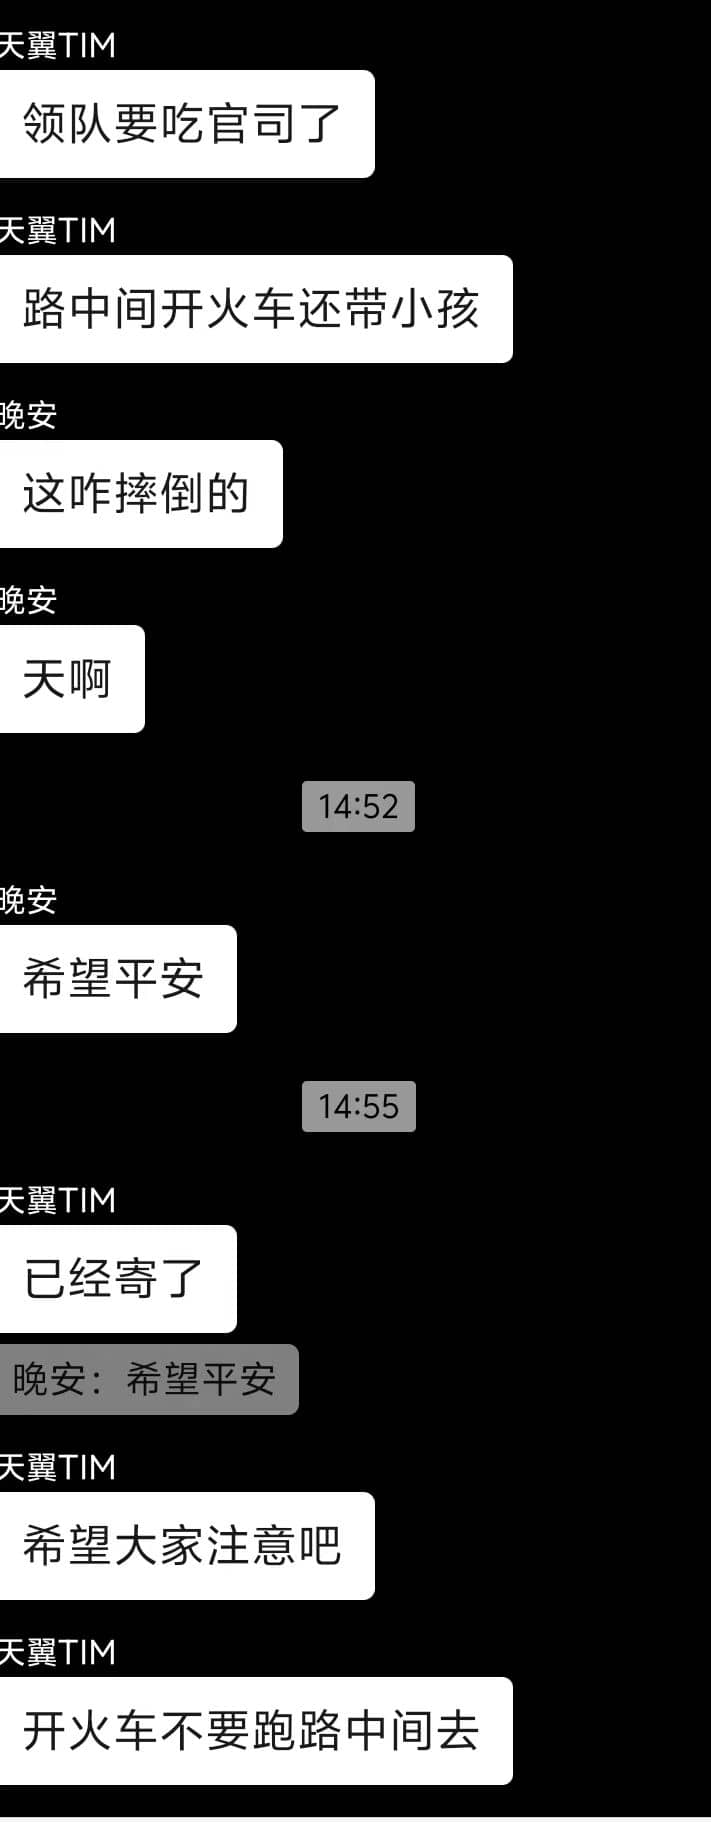 天翼TIM
领队要吃官司了
天翼TIM
路中间开火车还带小孩
晚安
这咋摔倒的
晚安
天啊
14:52
晚安
希望平安
14:55
天翼TIM
已经寄了
晚安：希望平安
天翼TIM
希望大家注意吧
天翼TIM
开火车不要跑路中间去